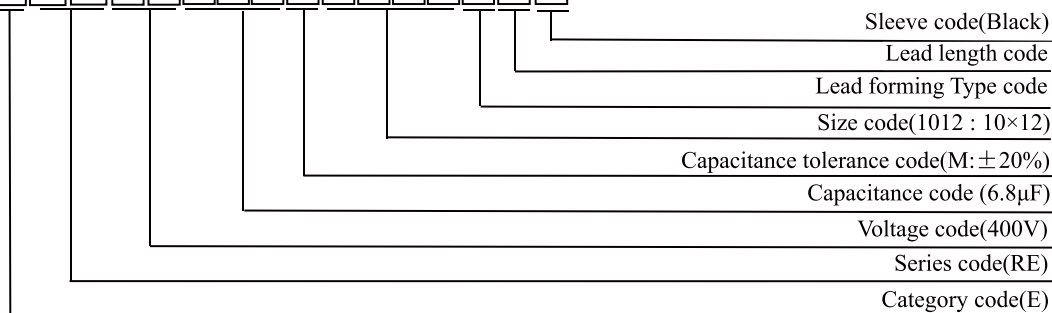 Sleeve code(Black)
Lead length code
Lead forming Type code
Size code(1012 : 10×12)
Capacitance tolerance code(M:±20%)
Capacitance code (6.8μF)
Voltage code(400V)
Series code(RE)
Category code(E)